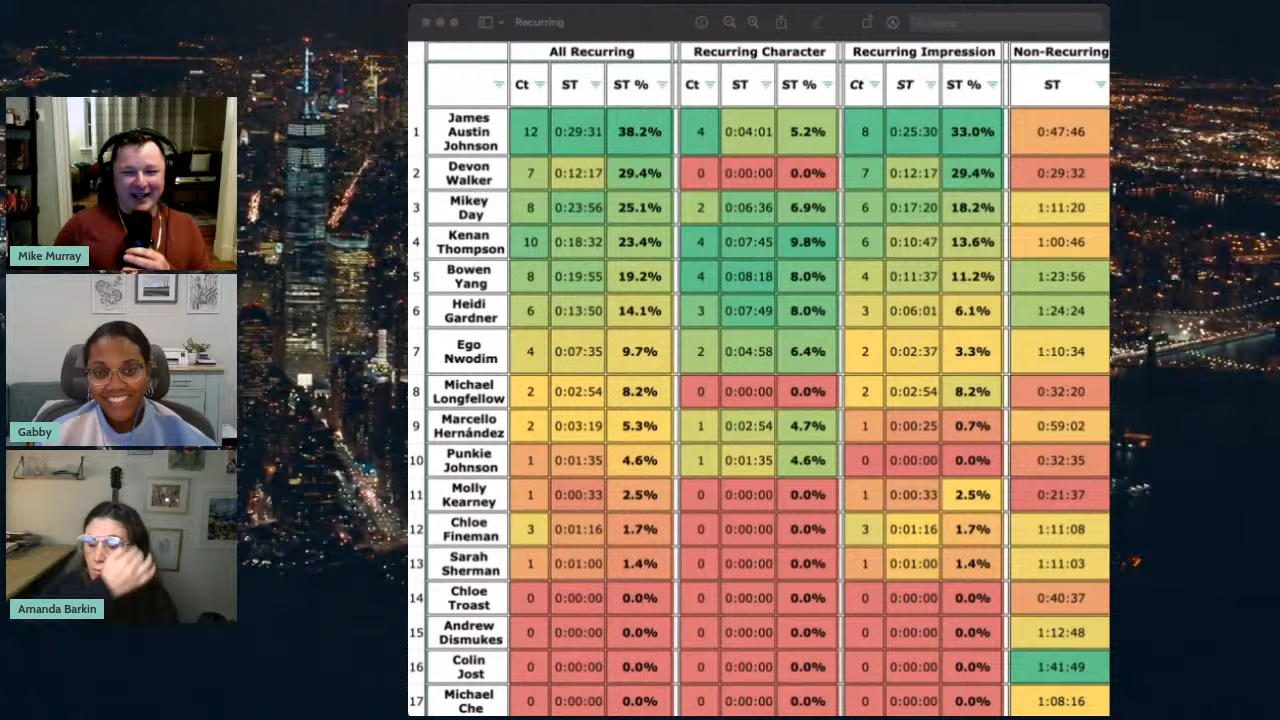 Recurring
All Recurring Recurring Character Recurring Impression Non-Recurring
Ct ST ST % Ct ST ST % Ct ST ST % ST
1 James Austin Johnson 12 0:29:31 38.2% 4 0:04:01 5.2% 8 0:25:30 33.0% 0:47:46
2 Devon Walker 7 0:12:17 29.4% 0 0:00:00 0.0% 7 0:12:17 29.4% 0:29:32
3 Mikey Day 8 0:23:56 25.1% 2 0:06:36 6.9% 6 0:17:20 18.2% 1:11:20
4 Kenan Thompson 10 0:18:32 23.4% 4 0:07:45 9.8% 6 0:10:47 13.6% 1:00:46
5 Bowen Yang 8 0:19:55 19.2% 4 0:08:18 8.0% 4 0:11:37 11.2% 1:23:56
6 Heidi Gardner 6 0:13:50 14.1% 3 0:07:49 8.0% 3 0:06:01 6.1% 1:24:24
7 Ego Nwodim 4 0:07:35 9.7% 2 0:04:58 6.4% 2 0:02:37 3.3% 1:10:34
8 Michael Longfellow 2 0:02:54 8.2% 0 0:00:00 0.0% 2 0:02:54 8.2% 0:32:20
9 Marcello Hernández 2 0:03:19 5.3% 1 0:02:54 4.7% 1 0:00:25 0.7% 0:59:02
10 Punkie Johnson 1 0:01:35 4.6% 1 0:01:35 4.6% 0 0:00:00 0.0% 0:32:35
11 Molly Kearney 1 0:00:33 2.5% 0 0:00:00 0.0% 1 0:00:33 2.5% 0:21:37
12 Chloe Fineman 3 0:01:16 1.7% 0 0:00:00 0.0% 3 0:01:16 1.7% 1:11:08
13 Sarah Sherman 1 0:01:00 1.4% 0 0:00:00 0.0% 1 0:01:00 1.4% 1:11:03
14 Chloe Troast 0 0:00:00 0.0% 0 0:00:00 0.0% 0 0:00:00 0.0% 0:40:37
15 Andrew Dismukes 0 0:00:00 0.0% 0 0:00:00 0.0% 0 0:00:00 0.0% 1:12:48
16 Colin Jost 0 0:00:00 0.0% 0 0:00:00 0.0% 0 0:00:00 0.0% 1:41:49
17 Michael Che 0 0:00:00 0.0% 0 0:00:00 0.0% 0 0:00:00 0.0% 1:08:16
Mike Murray
Gabby
Amanda Barkin